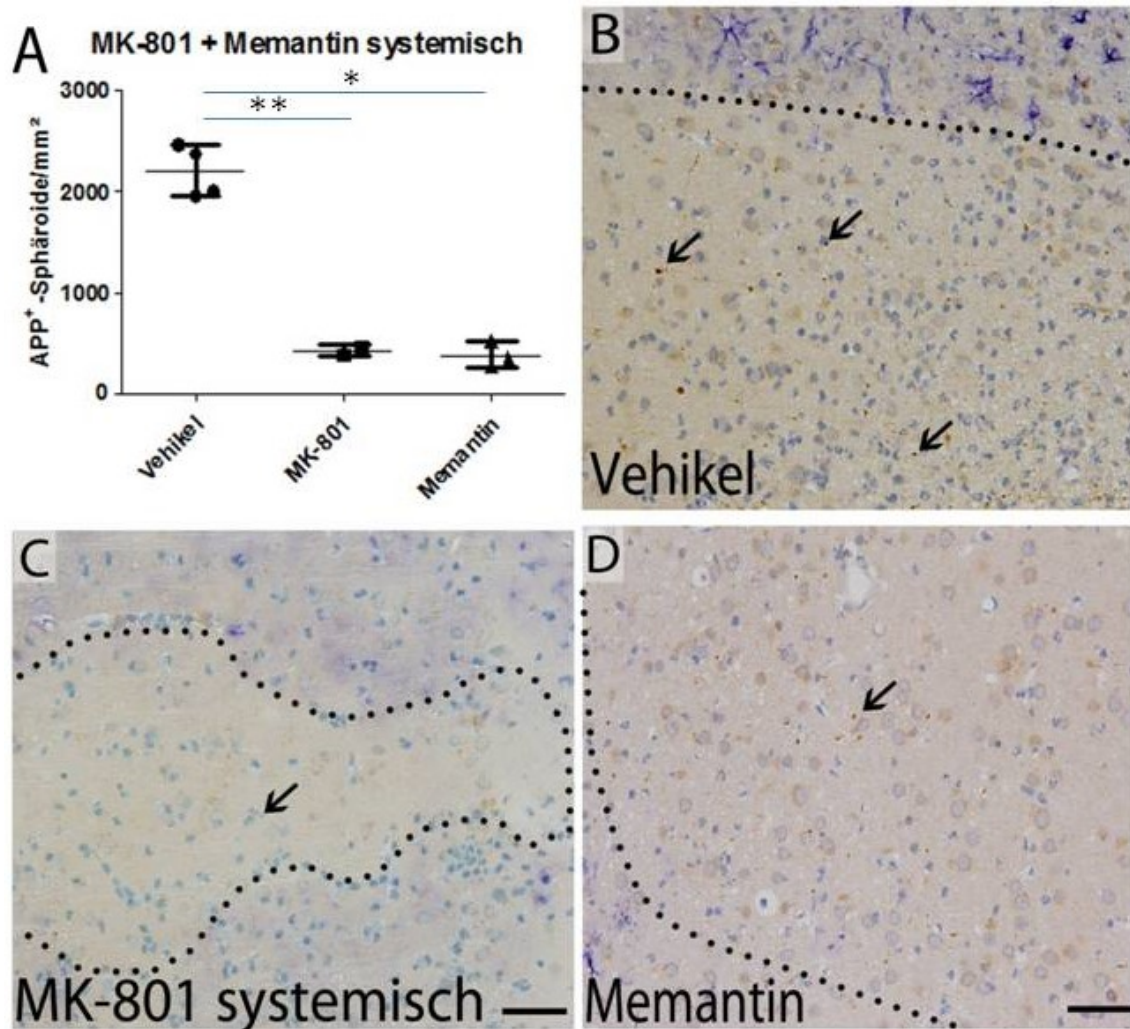 A
MK-801 + Memantin systemisch
*
**
3000
2000
1000
0
APP⁺-Sphäroide/mm²
Vehikel
MK-801
Memantin
B
Vehikel
C
MK-801 systemisch
D
Memantin